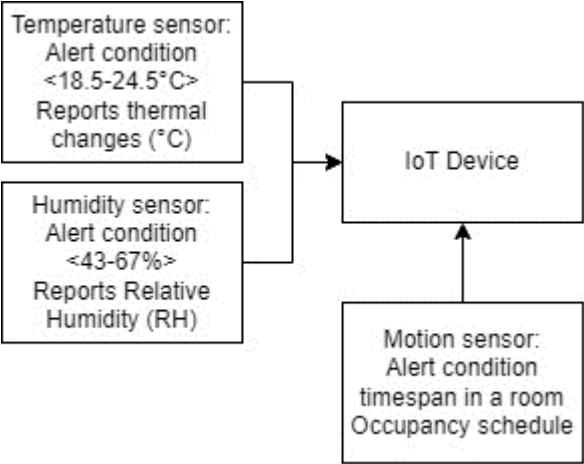 Temperature sensor:
Alert condition
<18.5-24.5°C>
Reports thermal
changes (°C)
Humidity sensor:
Alert condition
<43-67%>
Reports Relative
Humidity (RH)
IoT Device
Motion sensor:
Alert condition
timespan in a room
Occupancy schedule